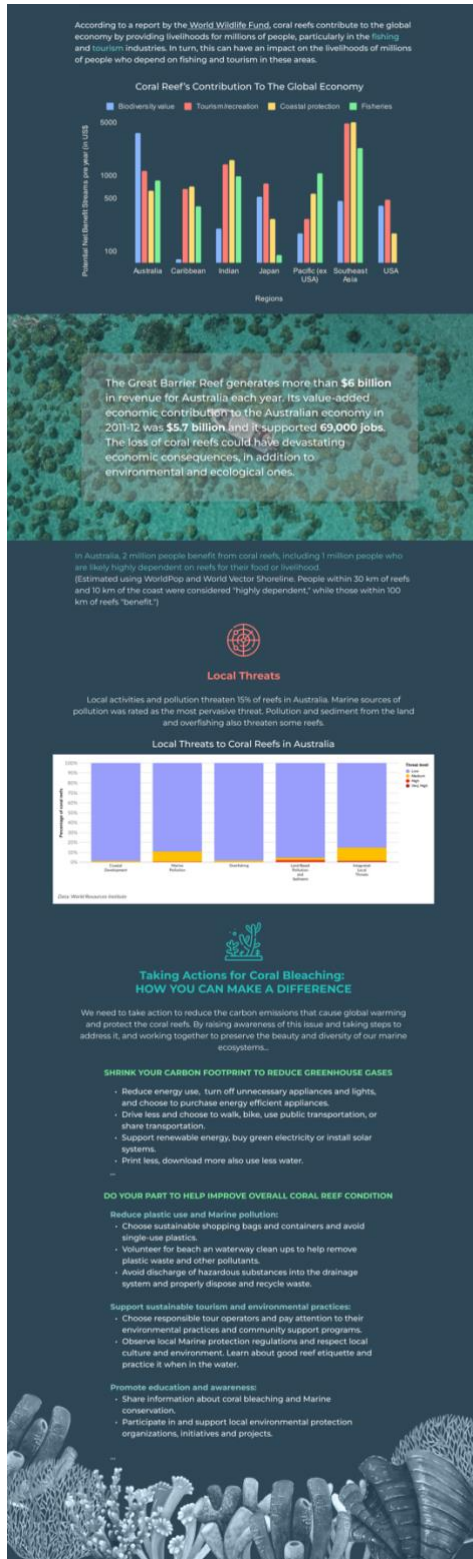 According to a report by the World Wildlife Fund, coral reefs contribute to the global
economy by providing livelihoods for millions of people, particularly in the fishing
and tourism industries. In turn, this can have an impact on the livelihoods of millions
of people who depend on fishing and tourism in these areas.
Coral Reef's Contribution To The Global Economy
Biodiversity value Tourism/recreation Coastal protection Fisheries
Potential Net Benefit Streams pre year (in US$
5000
1000
500
100
Australia Caribbean Indian Japan Pacific (ex Southeast USA
USA) Asia
Regions
The Great Barrier Reef generates more than $6 billion
in revenue for Australia each year. Its value-added
economic contribution to the Australian economy in
2011-12 was $5.7 billion and it supported 69,000 jobs.
The loss of coral reefs could have devastating
economic consequences, in addition to
environmental and ecological ones.
In Australia, 2 million people benefit from coral reefs, including 1 million people who
are likely highly dependent on reefs for their food or livelihood.
(Estimated using WorldPop and World Vector Shoreline. People within 30 km of reefs
and 10 km of the coast were considered "highly dependent," while those within 100
km of reefs "benefit.")
Local Threats
Local activities and pollution threaten 15% of reefs in Australia. Marine sources of
pollution was rated as the most pervasive threat. Pollution and sediment from the land
and overfishing also threaten some reefs.
Local Threats to Coral Reefs in Australia
Percentage of coral reefs
100%
90%
80%
70%
60%
50%
40%
30%
20%
10%
0%
Threat level
Low
Medium
High
Very High
Coastal Marine Overfishing Land-Based Integrated
Development Pollution Pollution Local
and Threats
Sediment
Data: World Resources Institute
Taking Actions for Coral Bleaching:
HOW YOU CAN MAKE A DIFFERENCE
We need to take action to reduce the carbon emissions that cause global warming
and protect the coral reefs. By raising awareness of this issue and taking steps to
address it, and working together to preserve the beauty and diversity of our marine
ecosystems...
SHRINK YOUR CARBON FOOTPRINT TO REDUCE GREENHOUSE GASES
• Reduce energy use, turn off unnecessary appliances and lights,
and choose to purchase energy efficient appliances.
• Drive less and choose to walk, bike, use public transportation, or
share transportation.
• Support renewable energy, buy green electricity or install solar
systems.
• Print less, download more also use less water.
...
DO YOUR PART TO HELP IMPROVE OVERALL CORAL REEF CONDITION
Reduce plastic use and Marine pollution:
• Choose sustainable shopping bags and containers and avoid
single-use plastics.
• Volunteer for beach an waterway clean ups to help remove
plastic waste and other pollutants.
• Avoid discharge of hazardous substances into the drainage
system and properly dispose and recycle waste.
Support sustainable tourism and environmental practices:
• Choose responsible tour operators and pay attention to their
environmental practices and community support programs.
• Observe local Marine protection regulations and respect local
culture and environment. Learn about good reef etiquette and
practice it when in the water.
Promote education and awareness:
• Share information about coral bleaching and Marine
conservation.
• Participate in and support local environmental protection
organizations, initiatives and projects.
...